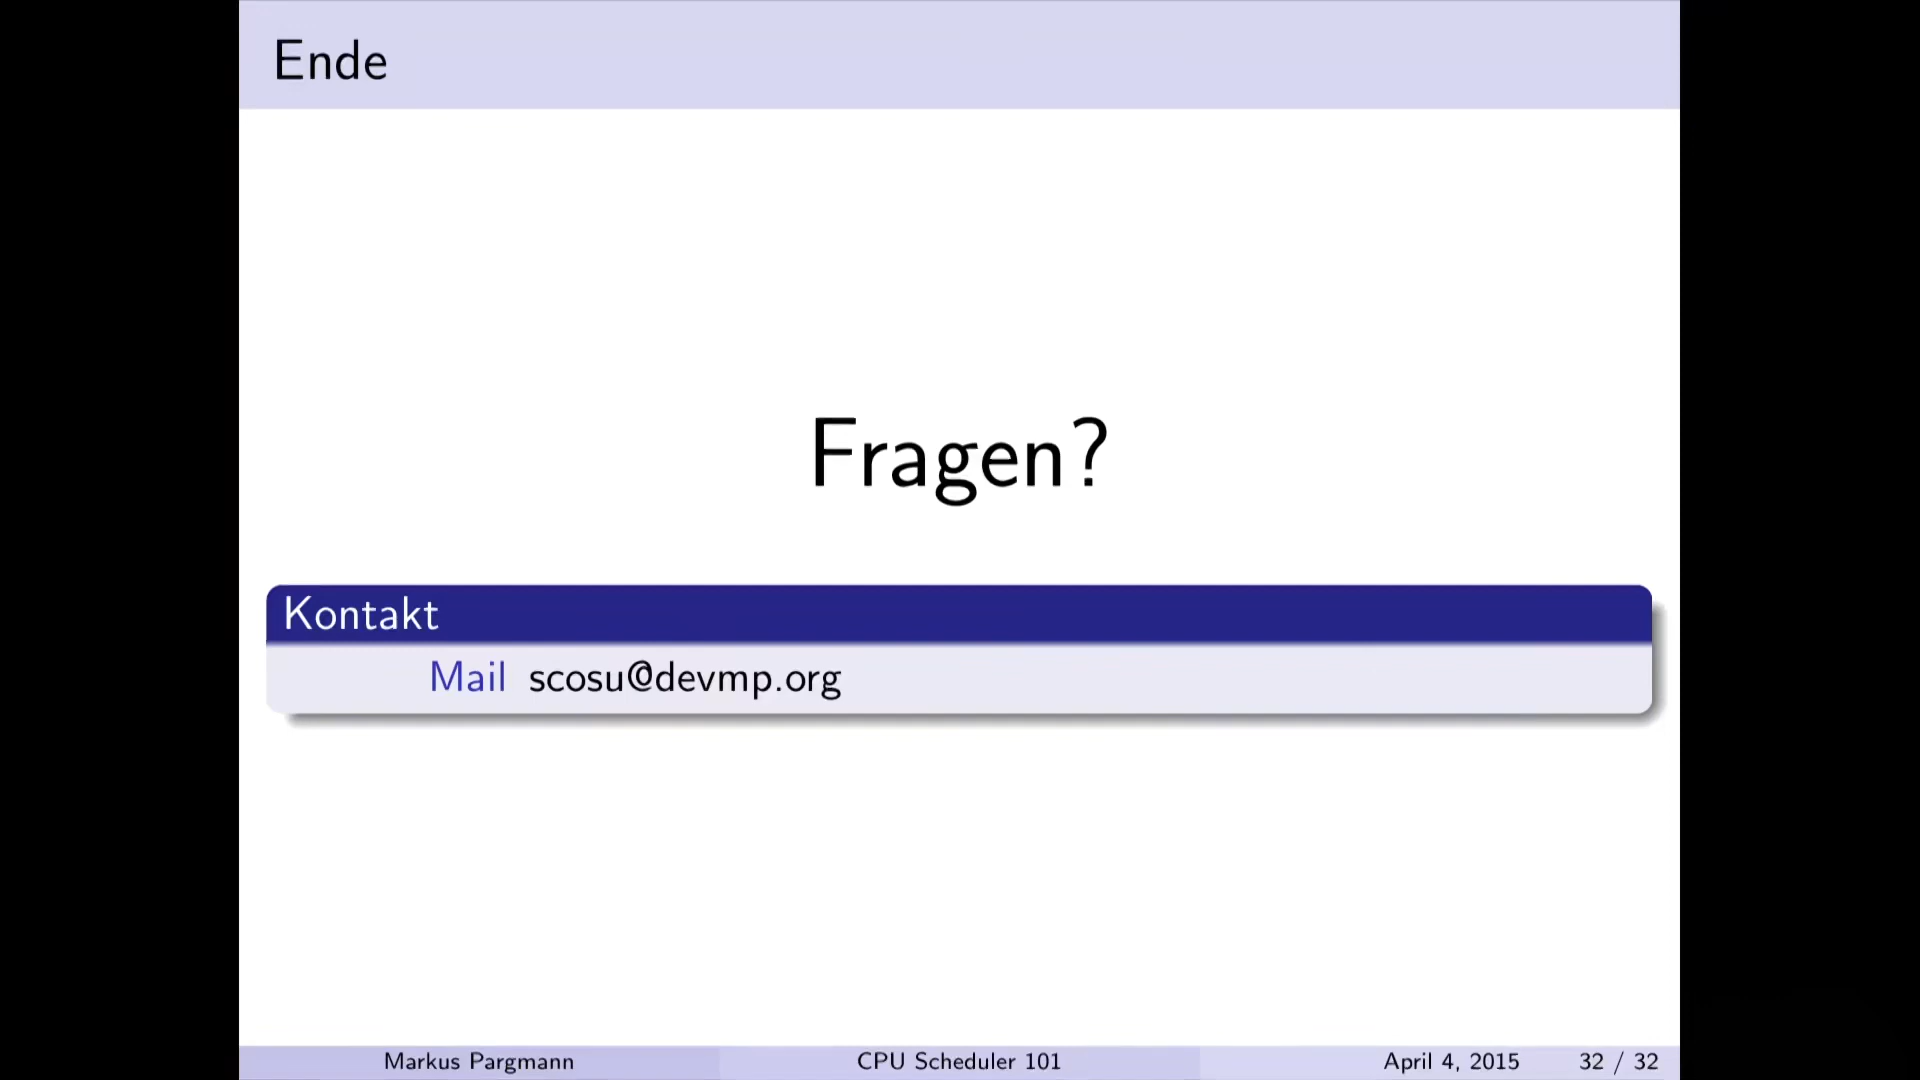 Ende
Fragen?
Kontakt
Mail scosu@devmp.org
Markus Pargmann CPU Scheduler 101 April 4, 2015 32 / 32